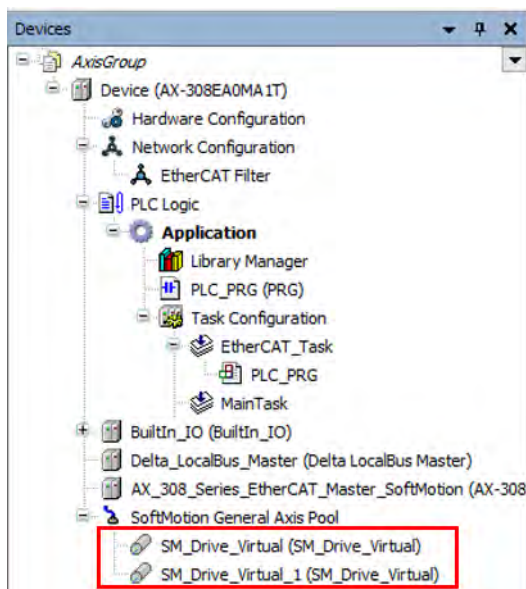 Devices
AxisGroup
Device (AX-308EA0MA1T)
Hardware Configuration
Network Configuration
EtherCAT Filter
PLC Logic
Application
Library Manager
PLC_PRG (PRG)
Task Configuration
EtherCAT_Task
PLC_PRG
MainTask
BuiltIn_IO (BuiltIn_IO)
Delta_LocalBus_Master (Delta LocalBus Master)
AX_308_Series_EtherCAT_Master_SoftMotion (AX-308
SoftMotion General Axis Pool
SM_Drive_Virtual (SM_Drive_Virtual)
SM_Drive_Virtual_1 (SM_Drive_Virtual)